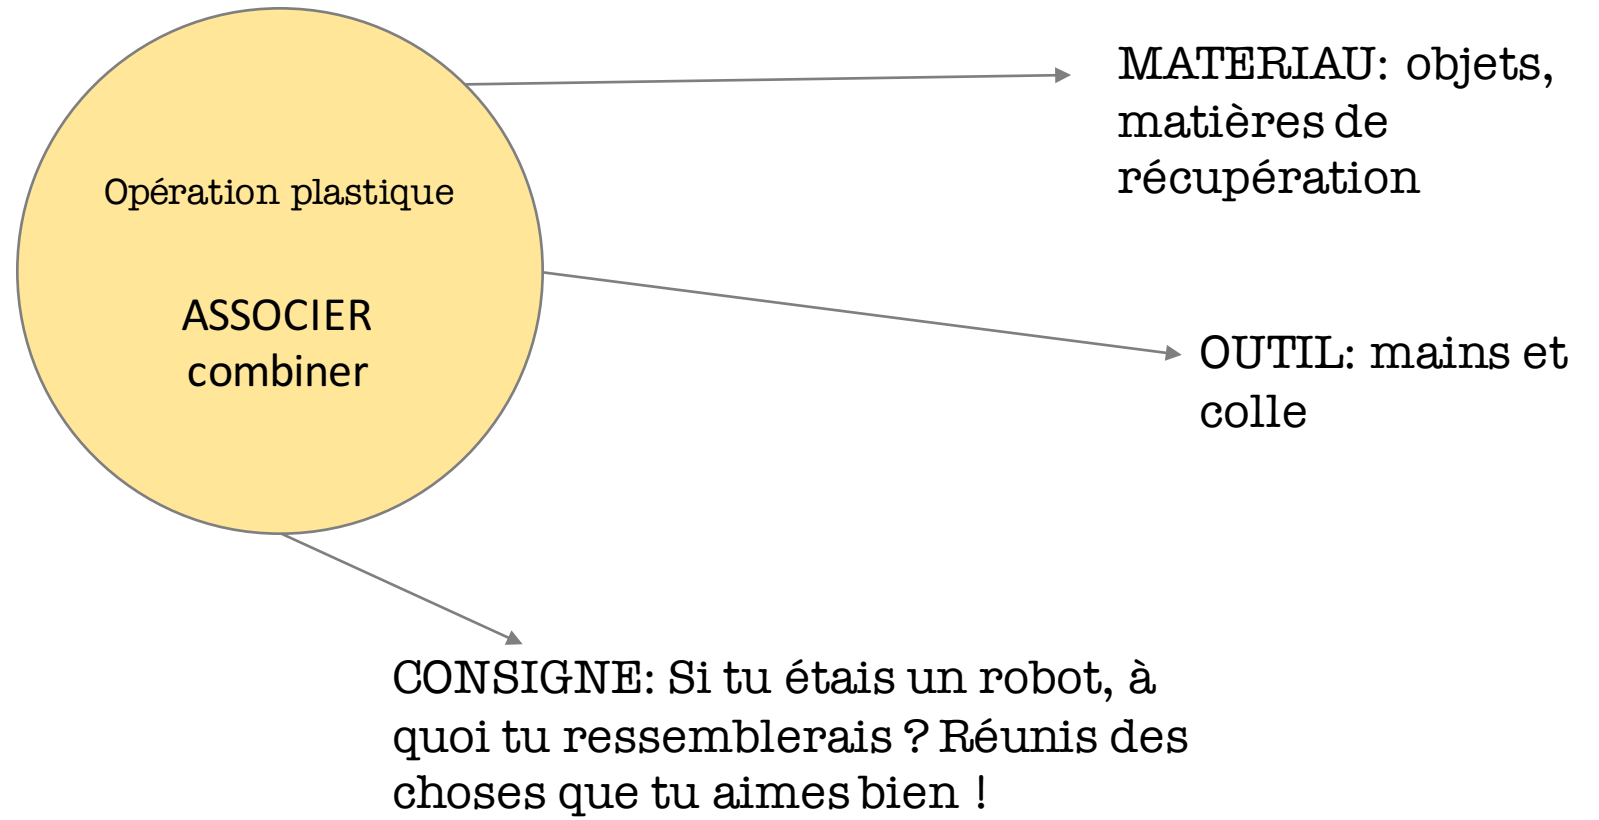 Opération plastique
ASSOCIER
combiner
MATERIAU: objets,
matières de
récupération
OUTIL: mains et
colle
CONSIGNE: Si tu étais un robot, à
quoi tu ressemblerais ? Réunis des
choses que tu aimes bien !